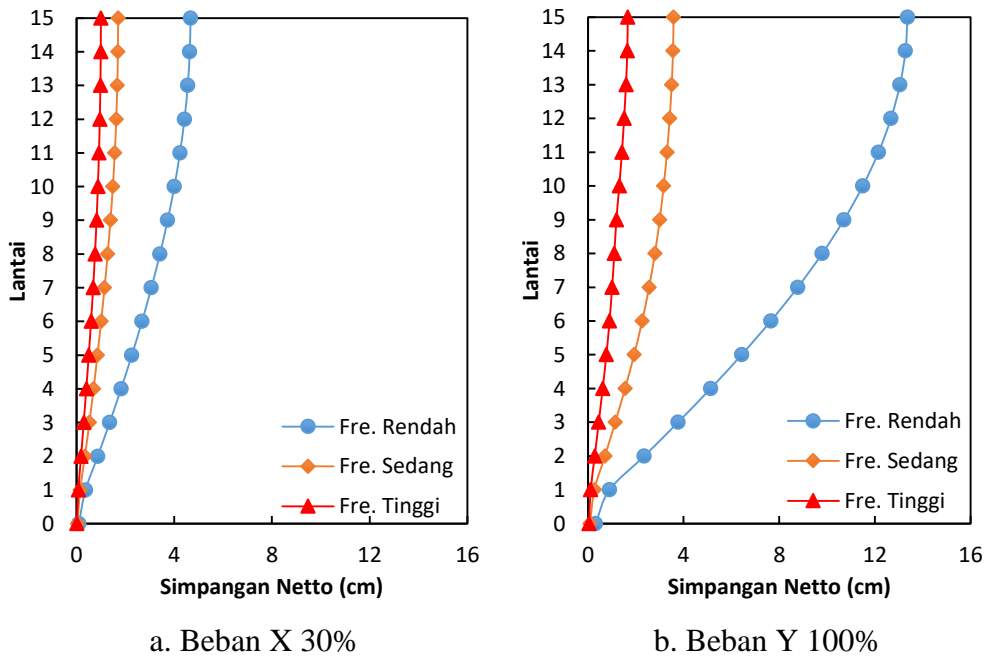 15
14
13
12
11
10
9
8
7
6
5
4
3
2
1
0
Lantai
Fre. Rendah
Fre. Sedang
Fre. Tinggi
0 4 8 12 16
Simpangan Netto (cm)
a. Beban X 30%
15
14
13
12
11
10
9
8
7
6
5
4
3
2
1
0
Lantai
Fre. Rendah
Fre. Sedang
Fre. Tinggi
0 4 8 12 16
Simpangan Netto (cm)
b. Beban Y 100%